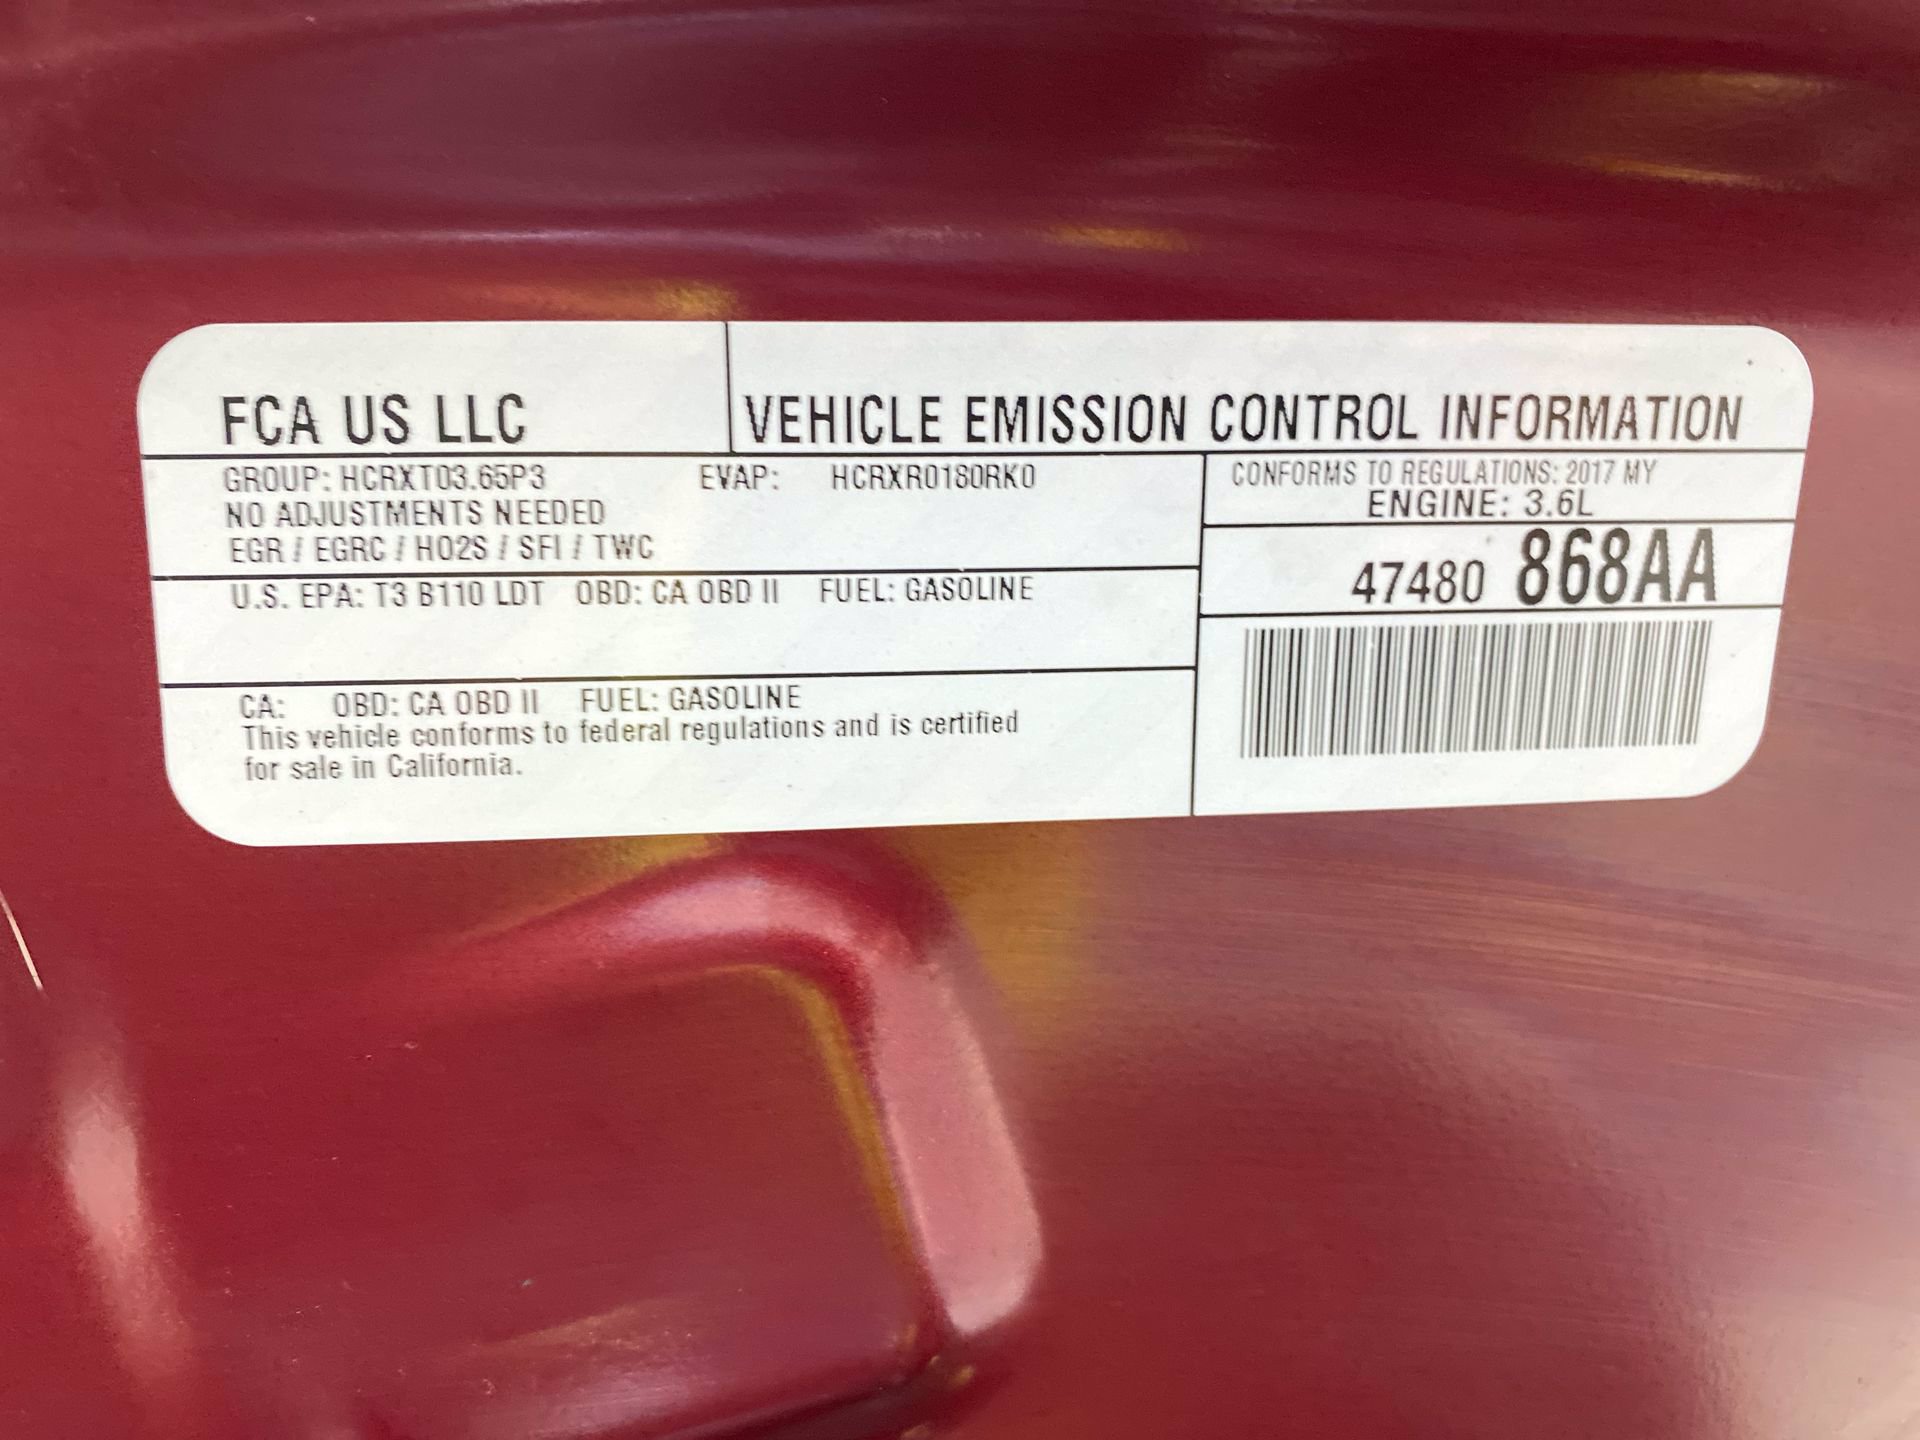 FCA US LLC
VEHICLE EMISSION CONTROL INFORMATION
GROUP: HCRXT03.65P3 EVAP: HCRXR0180RK0
NO ADJUSTMENTS NEEDED
EGR / EGRC / HO2S / SFI / TWC
U.S. EPA: T3 B110 LDT OBD: CA OBD II FUEL: GASOLINE
CA: OBD: CA OBD II FUEL: GASOLINE
This vehicle conforms to federal regulations and is certified
for sale in California.
CONFORMS TO REGULATIONS: 2017 MY
ENGINE: 3.6L
47480 868AA